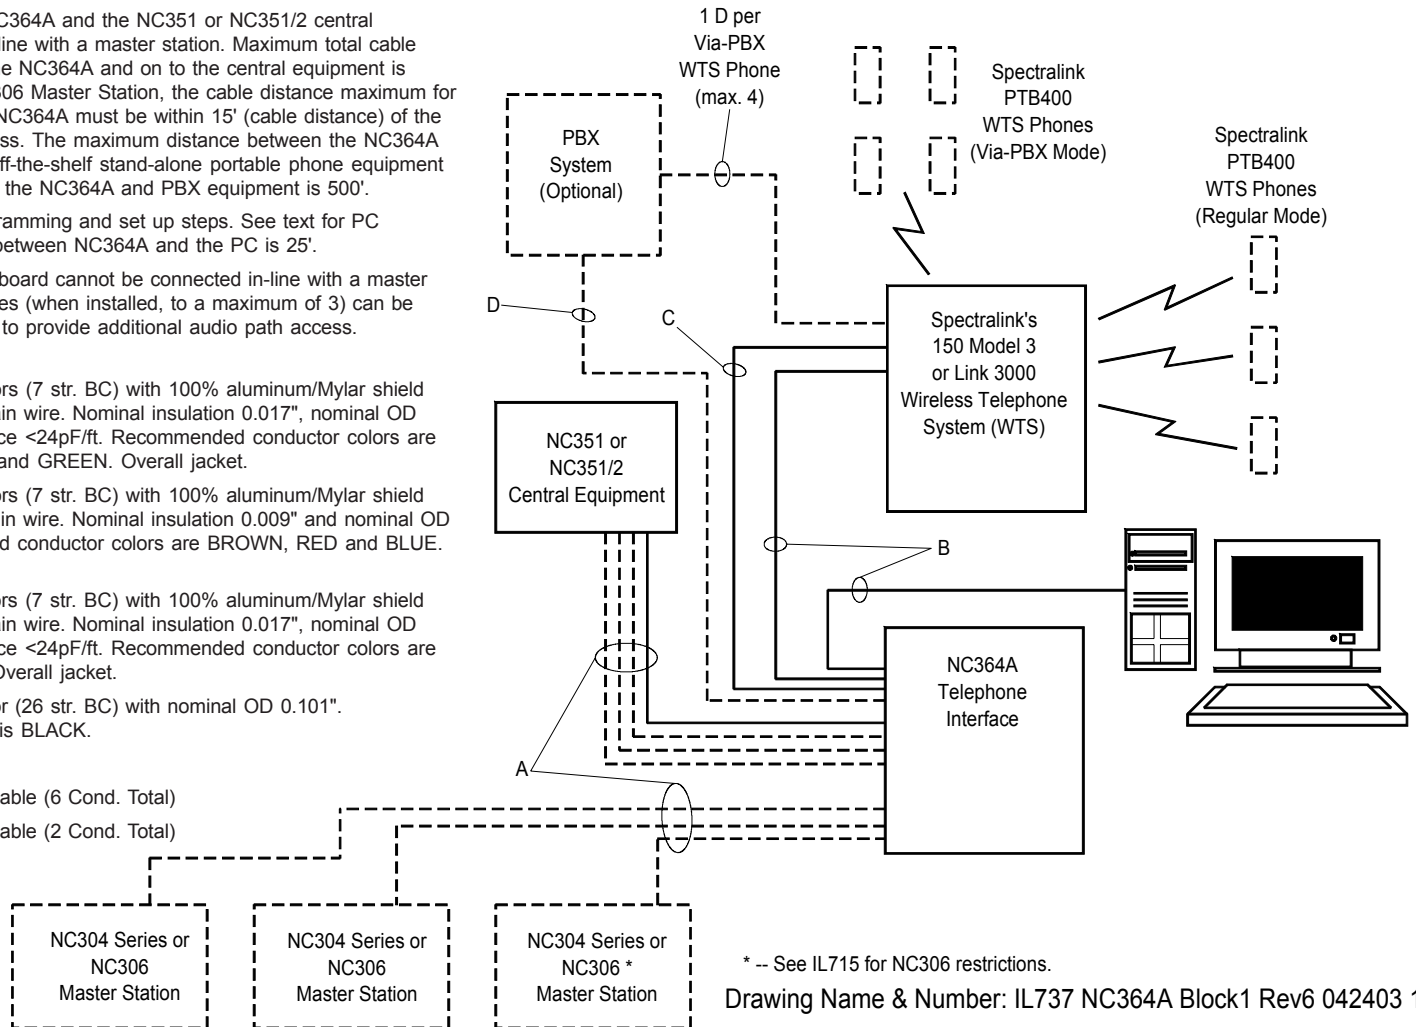 C364A and the NC351 or NC351/2 central
line with a master station. Maximum total cable
e NC364A and on to the central equipment is
06 Master Station, the cable distance maximum for
NC364A must be within 15' (cable distance) of the
ss. The maximum distance between the NC364A
ff-the-shelf stand-alone portable phone equipment
the NC364A and PBX equipment is 500'.
ramming and set up steps. See text for PC
between NC364A and the PC is 25'.
board cannot be connected in-line with a master
es (when installed, to a maximum of 3) can be
to provide additional audio path access.
ors (7 str. BC) with 100% aluminum/Mylar shield
ain wire. Nominal insulation 0.017", nominal OD
ce <24pF/ft. Recommended conductor colors are
and GREEN. Overall jacket.
ors (7 str. BC) with 100% aluminum/Mylar shield
in wire. Nominal insulation 0.009" and nominal OD
d conductor colors are BROWN, RED and BLUE.
ors (7 str. BC) with 100% aluminum/Mylar shield
ain wire. Nominal insulation 0.017", nominal OD
ce <24pF/ft. Recommended conductor colors are
Overall jacket.
or (26 str. BC) with nominal OD 0.101".
is BLACK.
able (6 Cond. Total)
able (2 Cond. Total)
1 D per
Via-PBX
WTS Phone
(max. 4)
Spectralink
PTB400
WTS Phones
(Via-PBX Mode)
Spectralink
PTB400
WTS Phones
(Regular Mode)
PBX
System
(Optional)
D
C
Spectralink's
150 Model 3
or Link 3000
Wireless Telephone
System (WTS)
NC351 or
NC351/2
Central Equipment
B
NC364A
Telephone
Interface
A
NC304 Series or
NC306
Master Station
NC304 Series or
NC306
Master Station
NC304 Series or
NC306 *
Master Station
* -- See IL715 for NC306 restrictions.
Drawing Name & Number: IL737 NC364A Block1 Rev6 042403 1